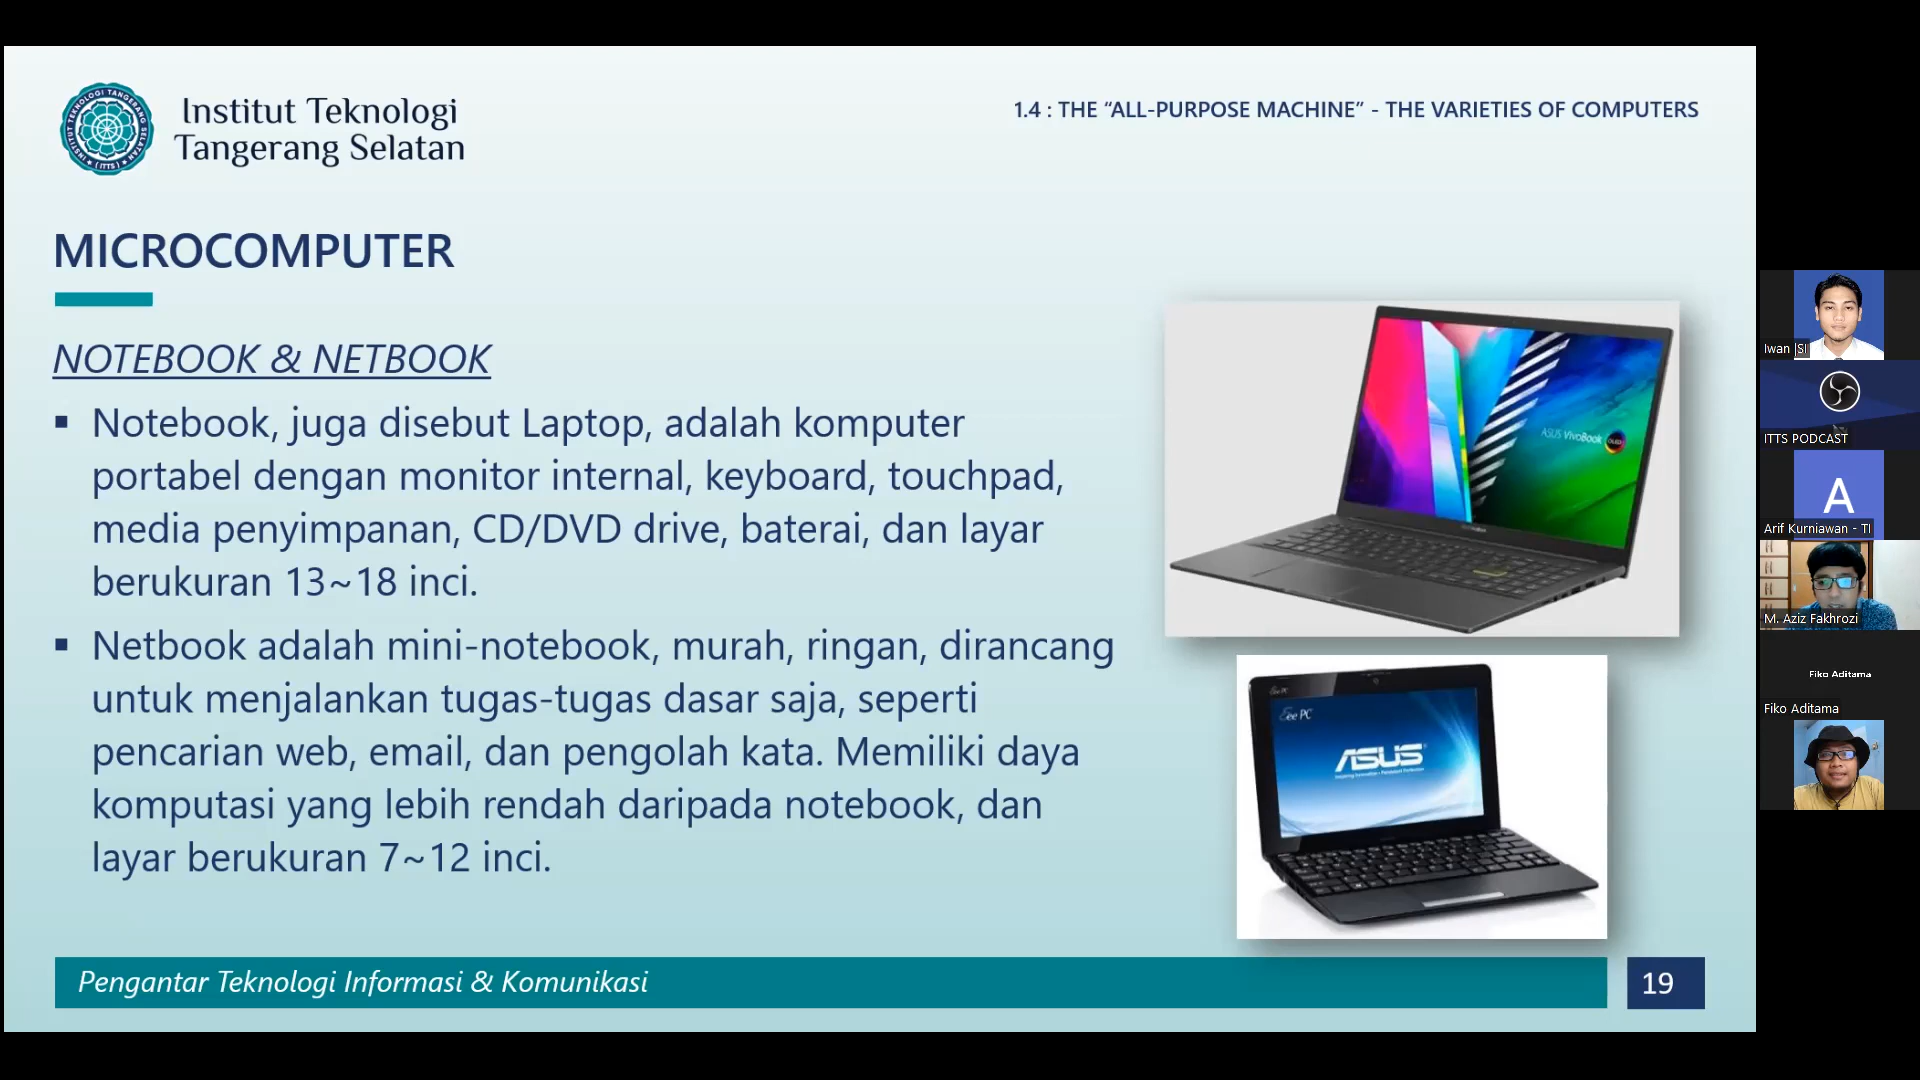 Institut Teknologi
Tangerang Selatan
1.4 : THE “ALL-PURPOSE MACHINE” - THE VARIETIES OF COMPUTERS
MICROCOMPUTER
NOTEBOOK & NETBOOK
▪ Notebook, juga disebut Laptop, adalah komputer
portabel dengan monitor internal, keyboard, touchpad,
media penyimpanan, CD/DVD drive, baterai, dan layar
berukuran 13~18 inci.
▪ Netbook adalah mini-notebook, murah, ringan, dirancang
untuk menjalankan tugas-tugas dasar saja, seperti
pencarian web, email, dan pengolah kata. Memiliki daya
komputasi yang lebih rendah daripada notebook, dan
layar berukuran 7~12 inci.
ASUS VivoBook
Eee PC
Eee PC
ASUS
Pengantar Teknologi Informasi & Komunikasi
19
Iwan |SI
ITTS PODCAST
A
Arif Kurniawan - TI
M. Aziz Fakhrozi
Fiko Aditama
Fiko Aditama